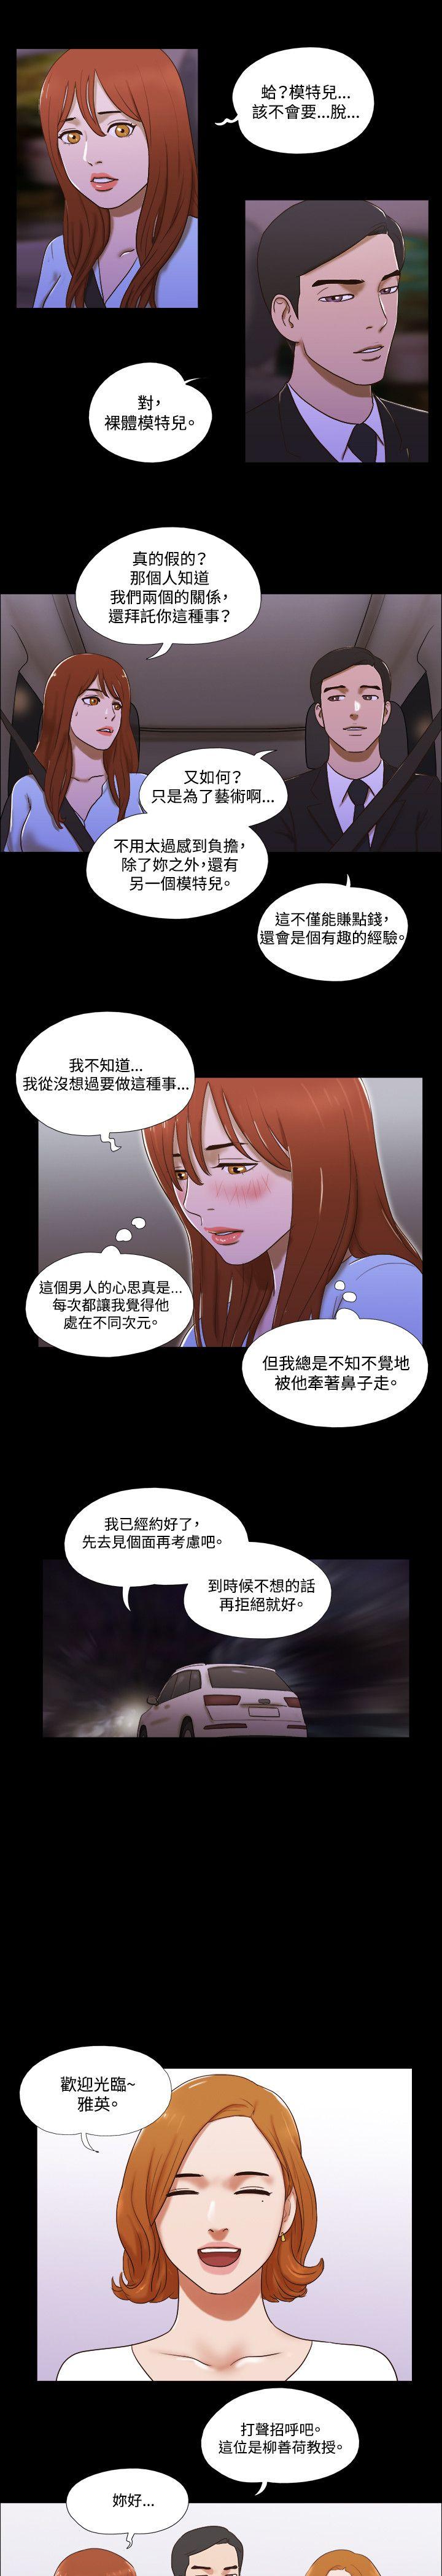 蛤？模特兒...
該不會要...脫...
對，
裸體模特兒。
真的假的？
那個人知道
我們兩個的關係，
還拜託你這種事？
又如何？
只是為了藝術啊...
不用太過感到負擔，
除了妳之外，還有
另一個模特兒。
這不僅能賺點錢，
還會是個有趣的經驗。
我不知道...
我從沒想過要做這種事...
這個男人的心思真是...
每次都讓我覺得他
處在不同次元。
但我總是不知不覺地
被他牽著鼻子走。
我已經約好了，
先去見個面再考慮吧。
到時候不想的話
再拒絕就好。
歡迎光臨~
雅英。
打聲招呼吧。
這位是柳善荷教授。
妳好...